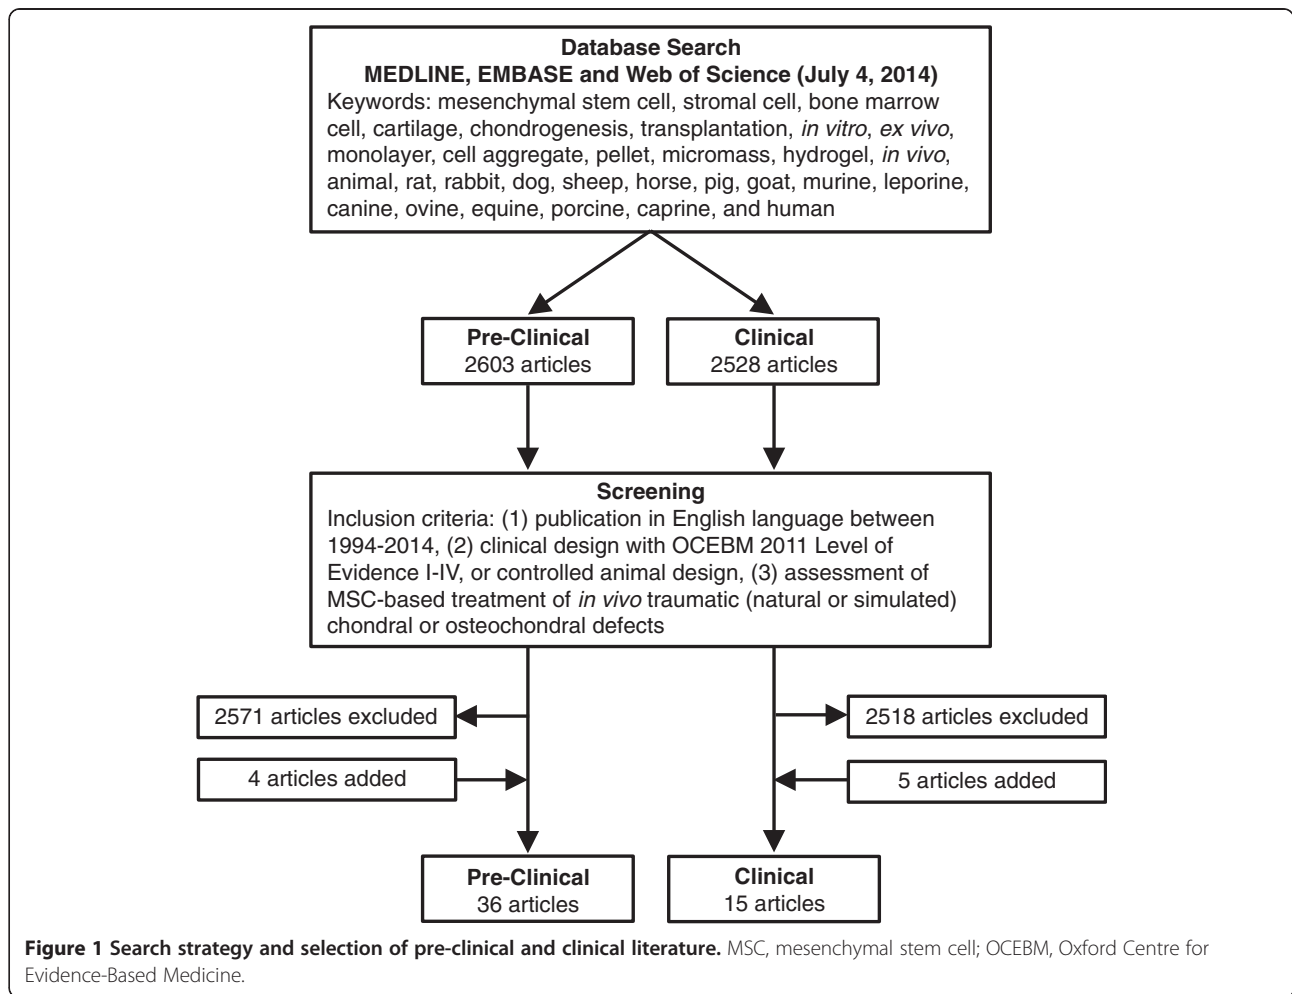 Database Search
MEDLINE, EMBASE and Web of Science (July 4, 2014)
Keywords: mesenchymal stem cell, stromal cell, bone marrow
cell, cartilage, chondrogenesis, transplantation, in vitro, ex vivo,
monolayer, cell aggregate, pellet, micromass, hydrogel, in vivo,
animal, rat, rabbit, dog, sheep, horse, pig, goat, murine, leporine,
canine, ovine, equine, porcine, caprine, and human
Pre-Clinical
2603 articles
Clinical
2528 articles
Screening
Inclusion criteria: (1) publication in English language between
1994-2014, (2) clinical design with OCEBM 2011 Level of
Evidence I-IV, or controlled animal design, (3) assessment of
MSC-based treatment of in vivo traumatic (natural or simulated)
chondral or osteochondral defects
2571 articles excluded
2518 articles excluded
4 articles added
5 articles added
Pre-Clinical
36 articles
Clinical
15 articles
Figure 1 Search strategy and selection of pre-clinical and clinical literature. MSC, mesenchymal stem cell; OCEBM, Oxford Centre for
Evidence-Based Medicine.